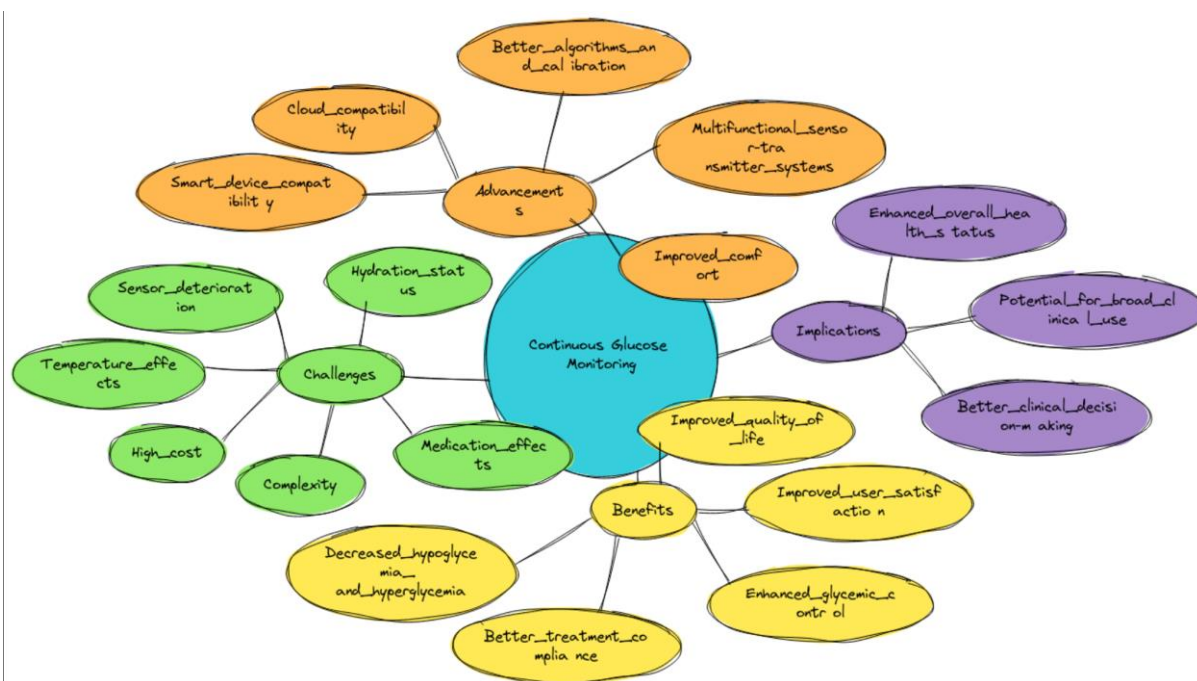 Better_algorithms_an
d_cal ibration
Cloud_compatibil
ity
Multifunctional_senso
r-tra
nsmitter_systems
Smart_device_compat
ibilit y
Advancement
s
Enhanced_overall_hea
lth_s tatus
Improved_comf
ort
Hydration_stat
us
Sensor_deteriorat
ion
Potential_for_broad_cl
inica l_use
Implications
Continuous Glucose
Monitoring
Temperature_effe
cts
Challenges
Better_clinical_decisi
on-m aking
Improved_quality_of
_life
High_cost
Medication_effec
ts
Complexity
Improved_user_satisf
actio n
Benefits
Decreased_hypoglyce
mia_
and_hyperglycemia
Enhanced_glycemic_c
ontr ol
Better_treatment_co
mplia nce